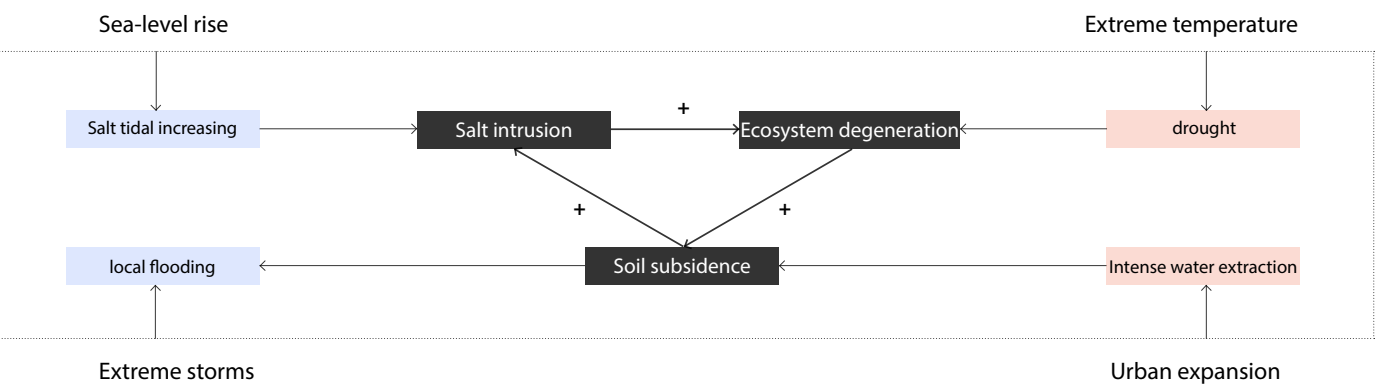 Sea-level rise
Extreme temperature
Salt tidal increasing
Salt intrusion
+
Ecosystem degeneration
drought
+
+
local flooding
Soil subsidence
Intense water extraction
Extreme storms
Urban expansion